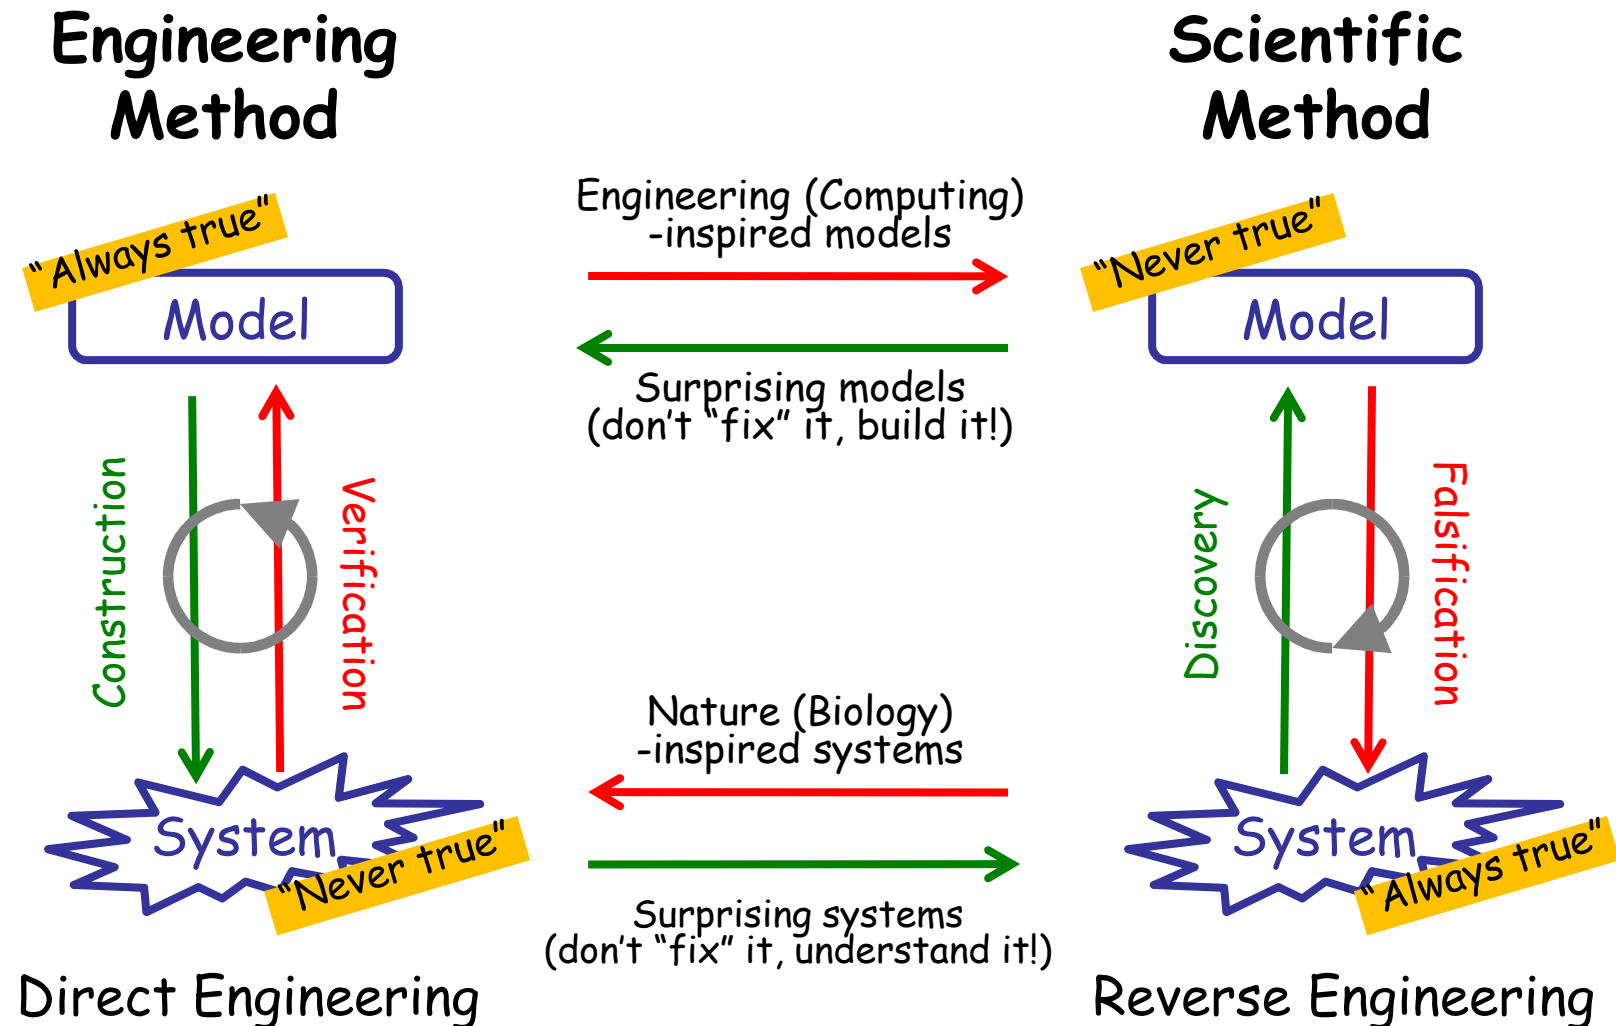 Engineering
Method
Scientific
Method
"Always true"
Model
Engineering (Computing)
-inspired models
"Never true"
Model
Surprising models
(don't "fix" it, build it!)
Construction
Verification
Discovery
Falsification
Nature (Biology)
-inspired systems
System
"Never true"
System
"Always true"
Surprising systems
(don't "fix" it, understand it!)
Direct Engineering
Reverse Engineering